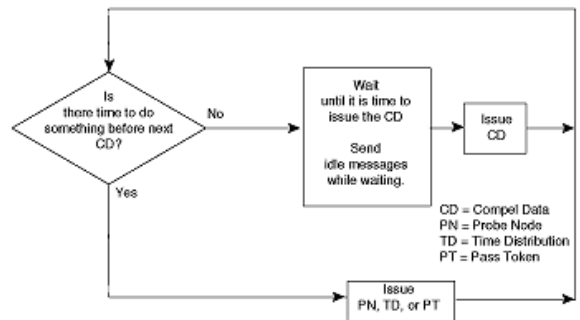 Is
there time to do
something before next
CD?
No
Yes
Wait
until it is time to
issue the CD
Send
idle messages
while waiting.
Issue
CD
CD = Compel Data
PN = Probe Node
TD = Time Distribution
PT = Pass Token
Issue
PN, TD, or PT